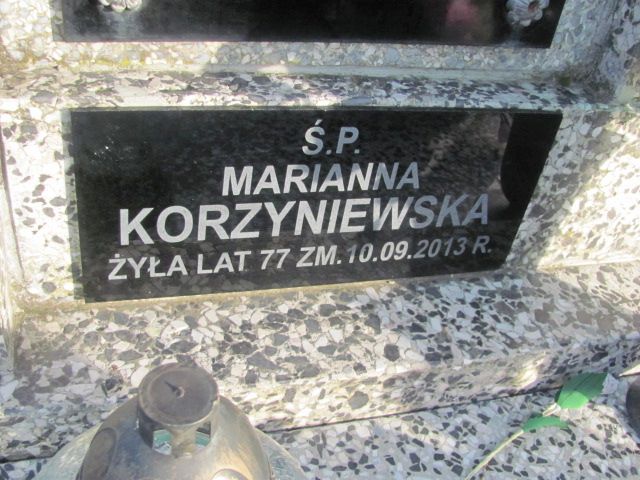 Ś.P.
MARIANNA
KORZYNIEWSKA
ŻYŁA LAT 77 ZM.10.09.2013 R.